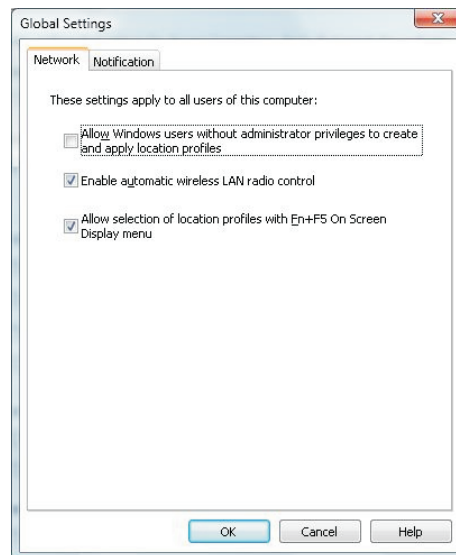 Global Settings
Network Notification
These settings apply to all users of this computer:
Allow Windows users without administrator privileges to create
and apply location profiles
Enable automatic wireless LAN radio control
Allow selection of location profiles with Fn+F5 On Screen
Display menu
OK Cancel Help